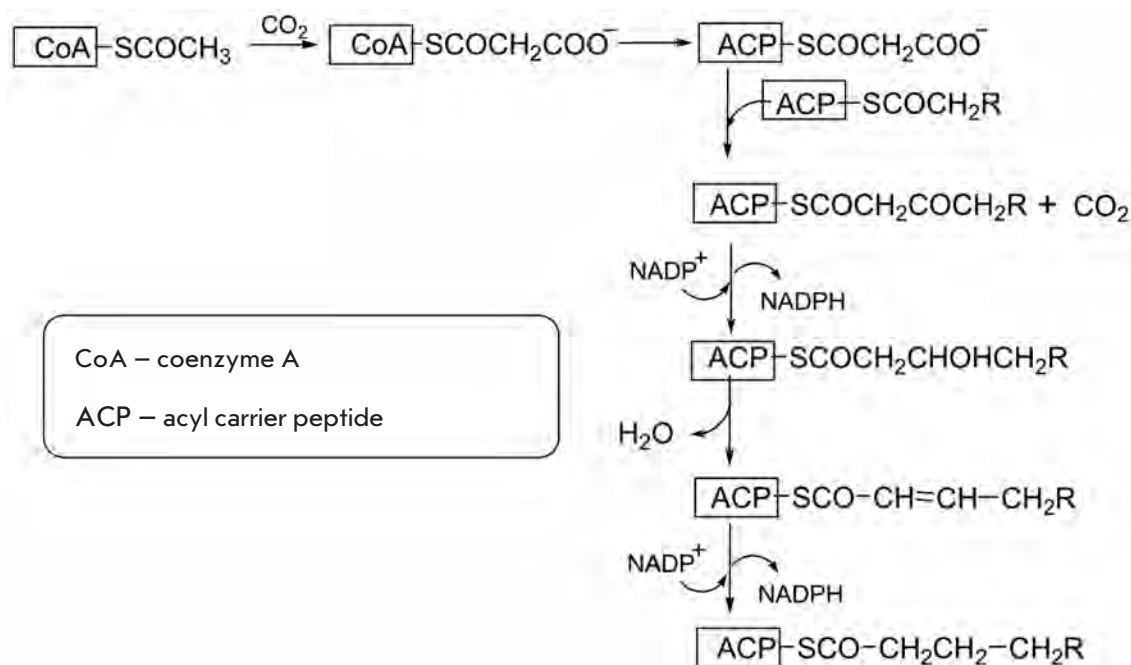 CoA–SCOCH₃ CO₂ CoA–SCOCH₂COO⁻ ACP–SCOCH₂COO⁻
ACP–SCOCH₂R
ACP–SCOCH₂COCH₂R + CO₂
NADP⁺
NADPH
ACP–SCOCH₂CHOHCH₂R
H₂O
ACP–SCO–CH=CH–CH₂R
NADP⁺
NADPH
ACP–SCO–CH₂CH₂–CH₂R
CoA – coenzyme A
ACP – acyl carrier peptide